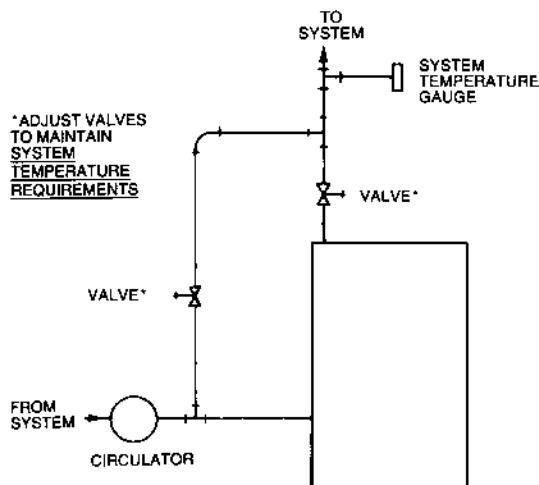 TO
SYSTEM
SYSTEM
TEMPERATURE
GAUGE
*ADJUST VALVES
TO MAINTAIN
SYSTEM
TEMPERATURE
REQUIREMENTS
VALVE*
VALVE*
FROM
SYSTEM
CIRCULATOR